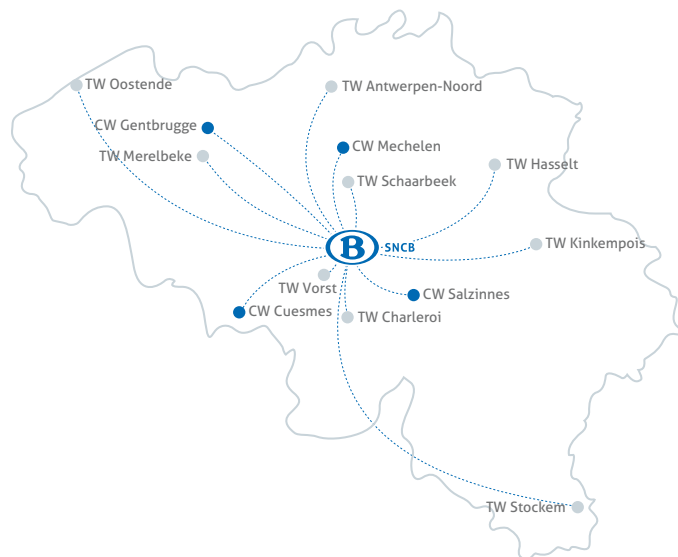 TW Oostende
TW Antwerpen-Noord
CW Gentbrugge
CW Mechelen
TW Merelbeke
TW Hasselt
TW Schaarbeek
B
SNCB
TW Kinkempois
TW Vorst
CW Salzinnes
CW Cuesmes
TW Charleroi
TW Stockem